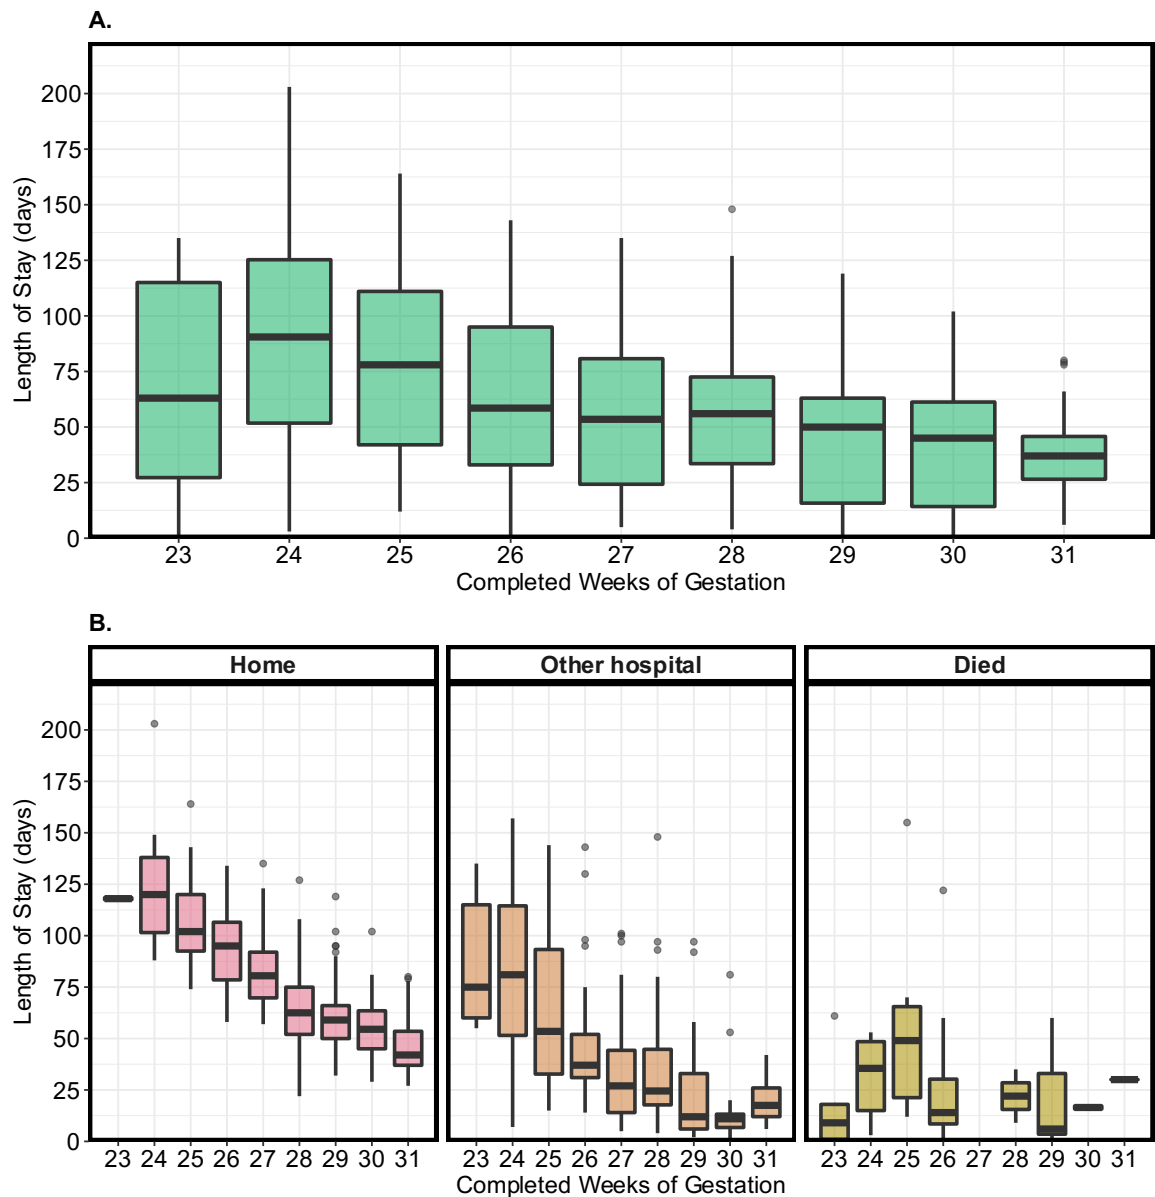 A.
Length of Stay (days)
200
175
150
125
100
75
50
25
0
23 24 25 26 27 28 29 30 31
Completed Weeks of Gestation
B.
Home Other hospital Died
Length of Stay (days)
200
175
150
125
100
75
50
25
0
23 24 25 26 27 28 29 30 31 23 24 25 26 27 28 29 30 31 23 24 25 26 27 28 29 30 31
Completed Weeks of Gestation